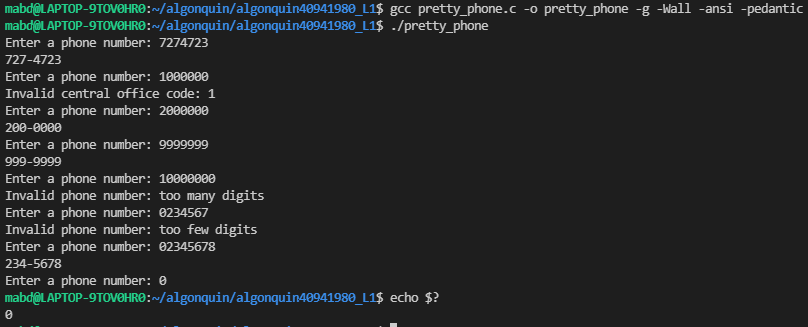 mabd@LAPTOP-9TOV0HR0:~/algonquin/algonquin40941980_L1$ gcc pretty_phone.c -o pretty_phone -g -Wall -ansi -pedantic
mabd@LAPTOP-9TOV0HR0:~/algonquin/algonquin40941980_L1$ ./pretty_phone
Enter a phone number: 7274723
727-4723
Enter a phone number: 1000000
Invalid central office code: 1
Enter a phone number: 2000000
200-0000
Enter a phone number: 9999999
999-9999
Enter a phone number: 10000000
Invalid phone number: too many digits
Enter a phone number: 0234567
Invalid phone number: too few digits
Enter a phone number: 02345678
234-5678
Enter a phone number: 0
mabd@LAPTOP-9TOV0HR0:~/algonquin/algonquin40941980_L1$ echo $?
0